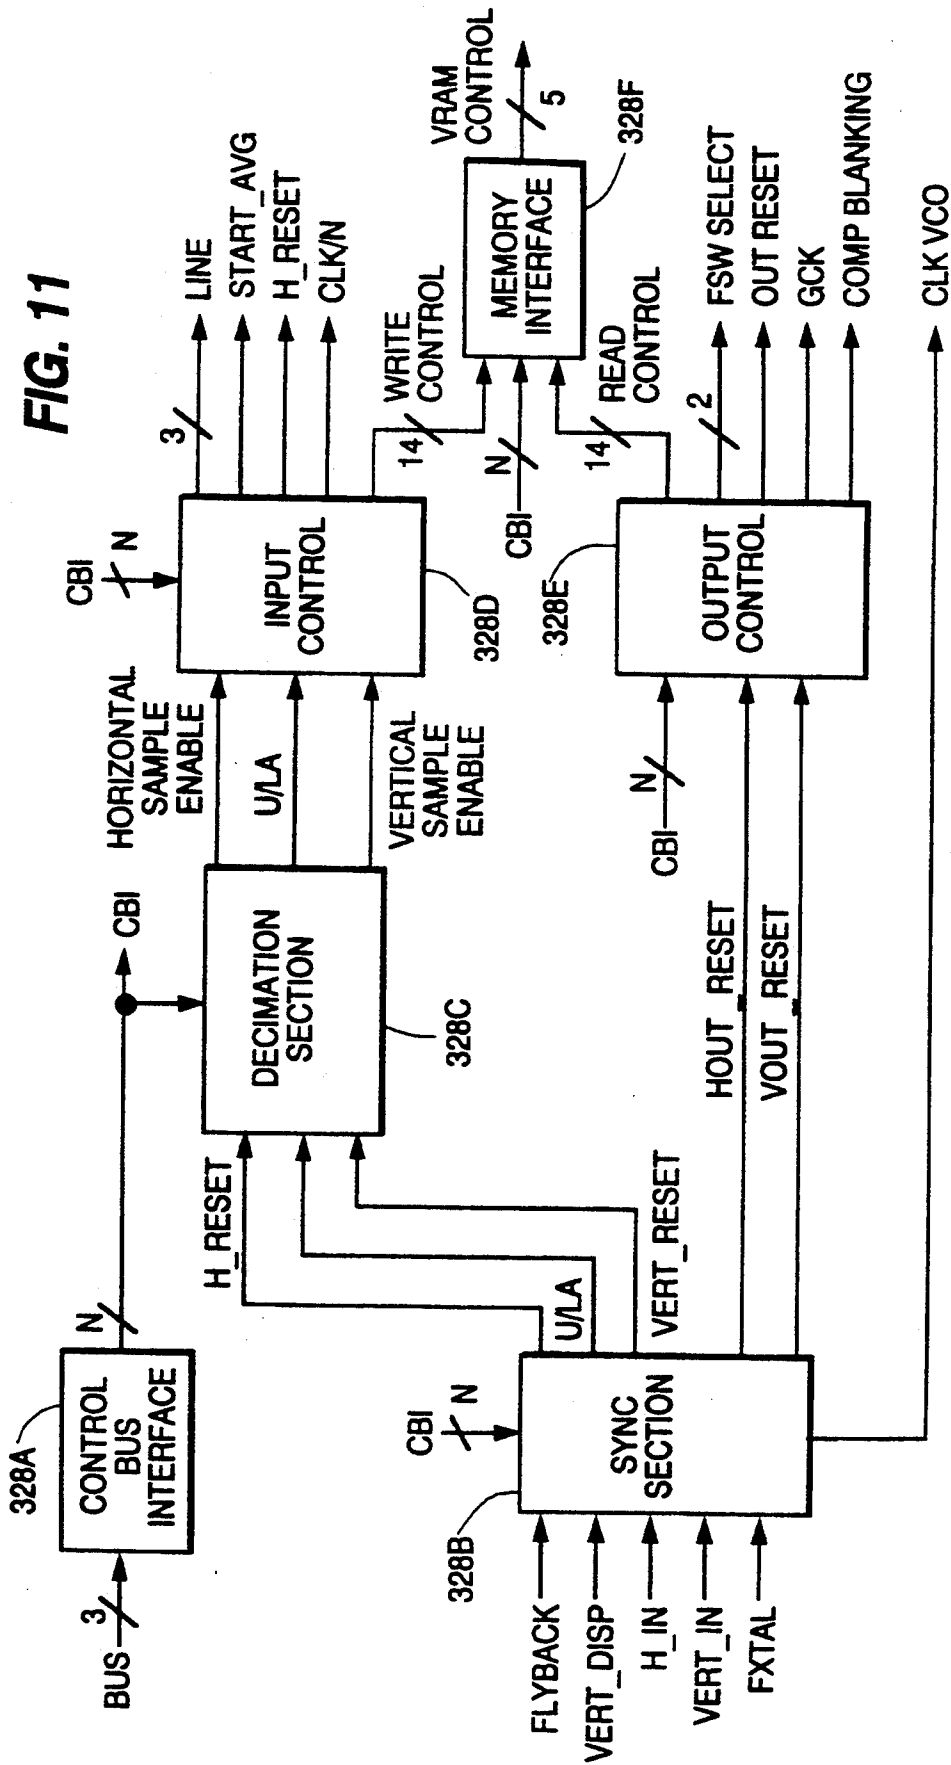 FIG. 11
BUS
3
CONTROL
BUS
INTERFACE
328A
N
CBI
DECIMATION
SECTION
328C
H_RESET
U/LA
VERT_RESET
HORIZONTAL
SAMPLE
ENABLE
U/LA
VERTICAL
SAMPLE
ENABLE
CBI
N
INPUT
CONTROL
328D
3
LINE
START_AVG
H_RESET
CLK/N
14
WRITE
CONTROL
CBI
N
MEMORY
INTERFACE
328F
VRAM
CONTROL
5
14
READ
CONTROL
FLYBACK
VERT_DISP
H_IN
VERT_IN
FXTAL
CBI
N
SYNC
SECTION
328B
HOUT_RESET
VOUT_RESET
CBI
N
OUTPUT
CONTROL
328E
2
FSW SELECT
OUT RESET
GCK
COMP BLANKING
CLK VCO